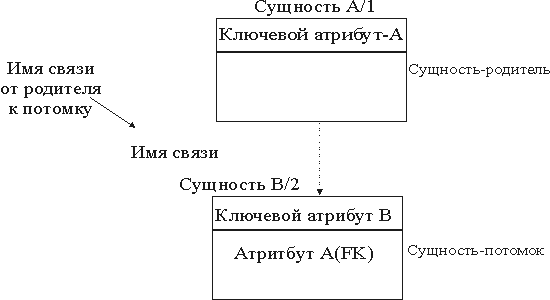 Сущность А/1
Ключевой атрибут-А
Сущность-родитель
Имя связи
от родителя
к потомку
Имя связи
Сущность В/2
Ключевой атрибут В
Атритбут А(FK)
Сущность-потомок